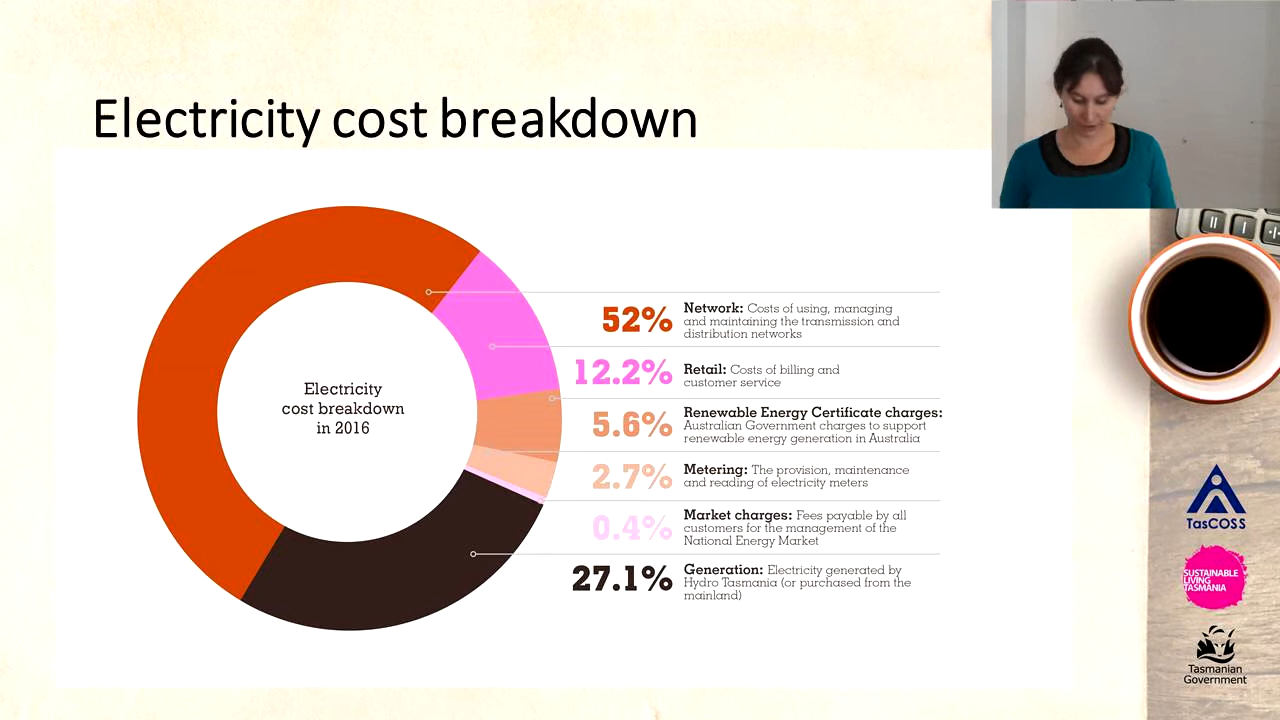 Electricity cost breakdown
Electricity
cost breakdown
in 2016
52%
Network: Costs of using, managing
and maintaining the transmission and
distribution networks
12.2%
Retail: Costs of billing and
customer service
5.6%
Renewable Energy Certificate charges:
Australian Government charges to support
renewable energy generation in Australia
2.7%
Metering: The provision, maintenance
and reading of electricity meters
0.4%
Market charges: Fees payable by all
customers for the management of the
National Energy Market
27.1%
Generation: Electricity generated by
Hydro Tasmania (or purchased from the
mainland)
TasCOSS
SUSTAINABLE
LIVING
TASMANIA
Tasmanian
Government